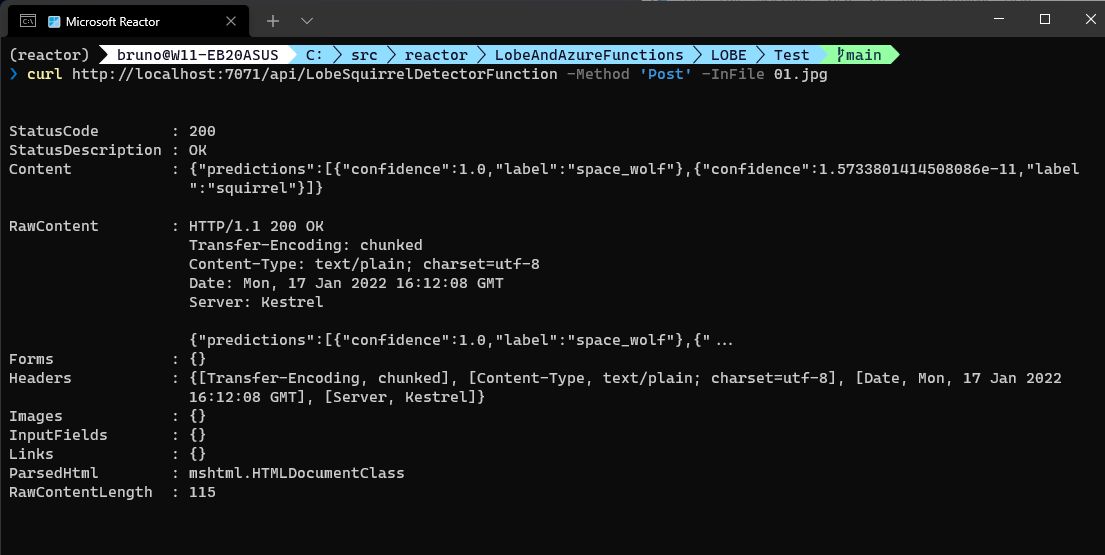 Microsoft Reactor
(reactor) bruno@W11-EB20ASUS C: src reactor LobeAndAzureFunctions LOBE Test main
❯ curl http://localhost:7071/api/LobeSquirrelDetectorFunction -Method 'Post' -InFile 01.jpg
StatusCode : 200
StatusDescription : OK
Content : {"predictions":[{"confidence":1.0,"label":"space_wolf"},{"confidence":1.5733801414508086e-11,"label
":"squirrel"}]}
RawContent : HTTP/1.1 200 OK
Transfer-Encoding: chunked
Content-Type: text/plain; charset=utf-8
Date: Mon, 17 Jan 2022 16:12:08 GMT
Server: Kestrel
{"predictions":[{"confidence":1.0,"label":"space_wolf"},{"...
Forms : {}
Headers : {[Transfer-Encoding, chunked], [Content-Type, text/plain; charset=utf-8], [Date, Mon, 17 Jan 2022
16:12:08 GMT], [Server, Kestrel]}
Images : {}
InputFields : {}
Links : {}
ParsedHtml : mshtml.HTMLDocumentClass
RawContentLength : 115